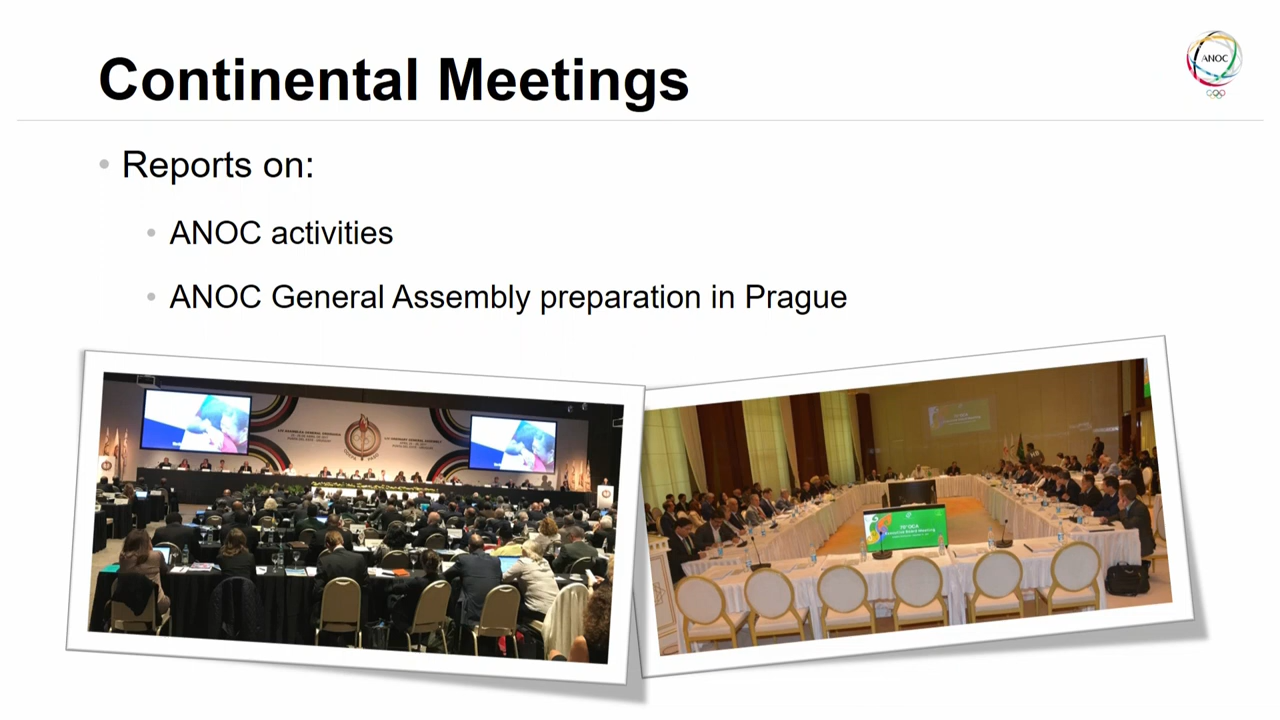 Continental Meetings
ANOC
• Reports on:
• ANOC activities
• ANOC General Assembly preparation in Prague